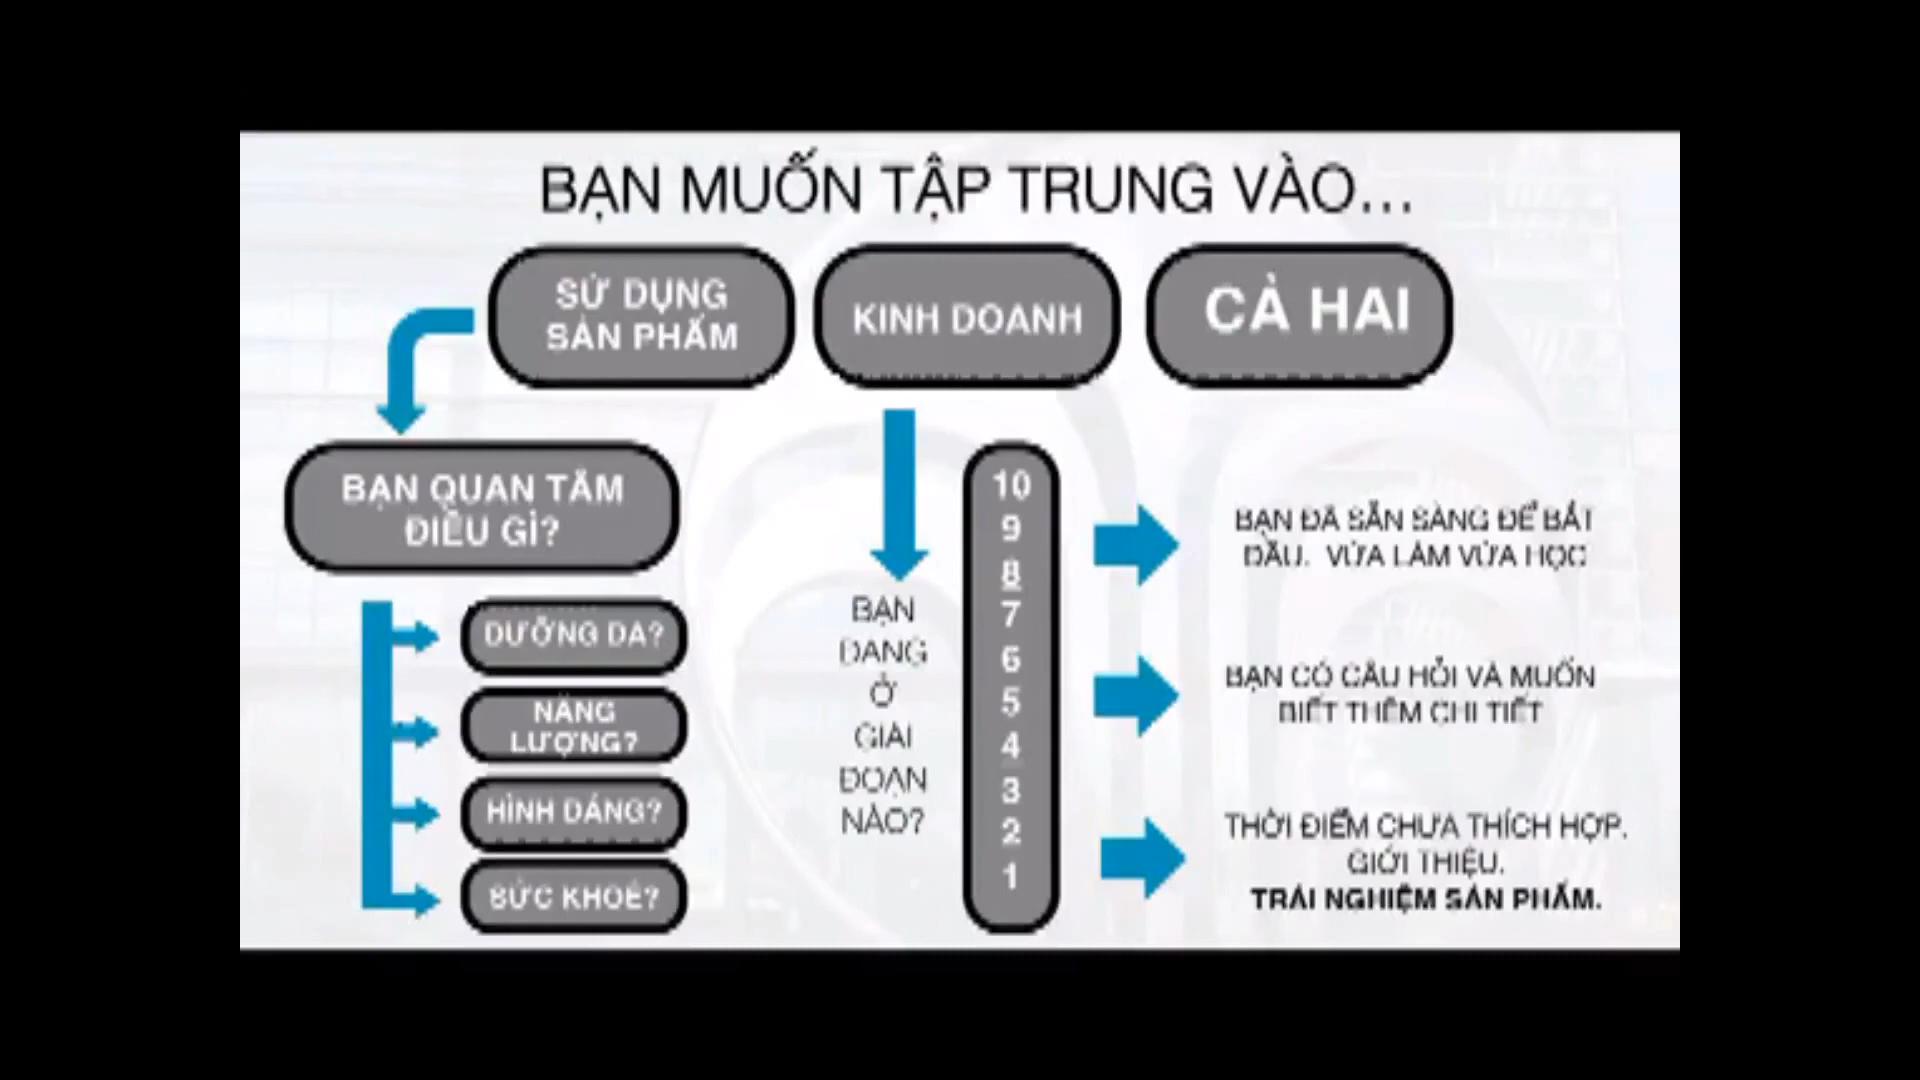 BẠN MUỐN TẬP TRUNG VÀO...
SỬ DỤNG
SẢN PHẨM
KINH DOANH
CẢ HAI
BẠN QUAN TÂM
ĐIỀU GÌ?
DƯỠNG DA?
NĂNG
LƯỢNG?
HÌNH DÁNG?
SỨC KHOẺ?
BẠN
ĐANG
Ở
GIAI
ĐOẠN
NÀO?
10
9
8
7
6
5
4
3
2
1
BẠN ĐÃ SẴN SÀNG ĐỂ BẮT
ĐẦU. VỪA LÀM VỪA HỌC
BẠN CÓ CÂU HỎI VÀ MUỐN
BIẾT THÊM CHI TIẾT
THỜI ĐIỂM CHƯA THÍCH HỢP.
GIỚI THIỆU.
TRẢI NGHIỆM SẢN PHẨM.